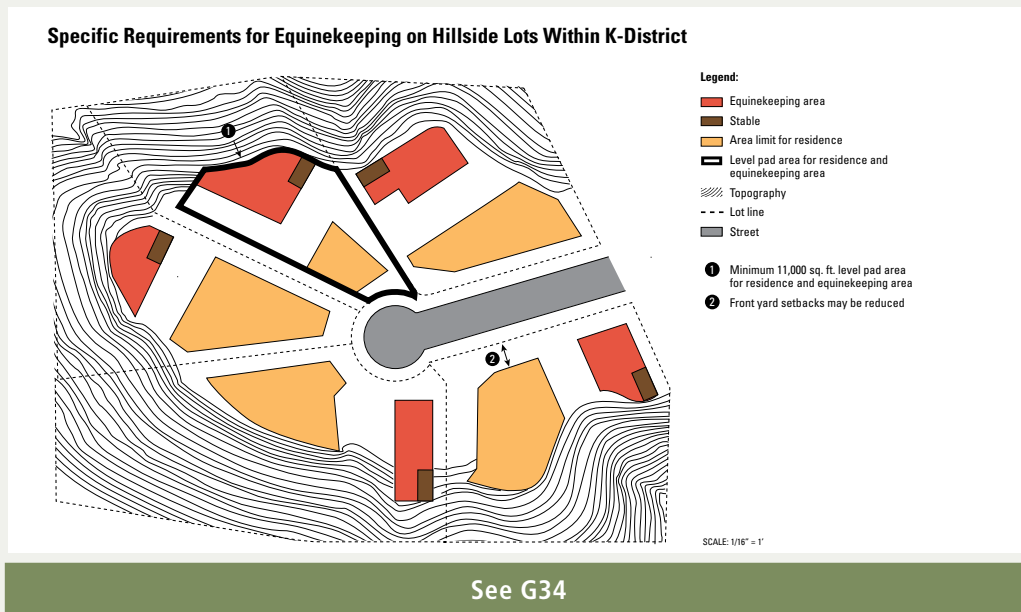 Specific Requirements for Equinekeeping on Hillside Lots Within K-District
Legend:
Equinekeeping area
Stable
Area limit for residence
Level pad area for residence and
equinekeeping area
Topography
Lot line
Street
1 Minimum 11,000 sq. ft. level pad area
for residence and equinekeeping area
2 Front yard setbacks may be reduced
1
2
SCALE: 1/16" = 1'
See G34